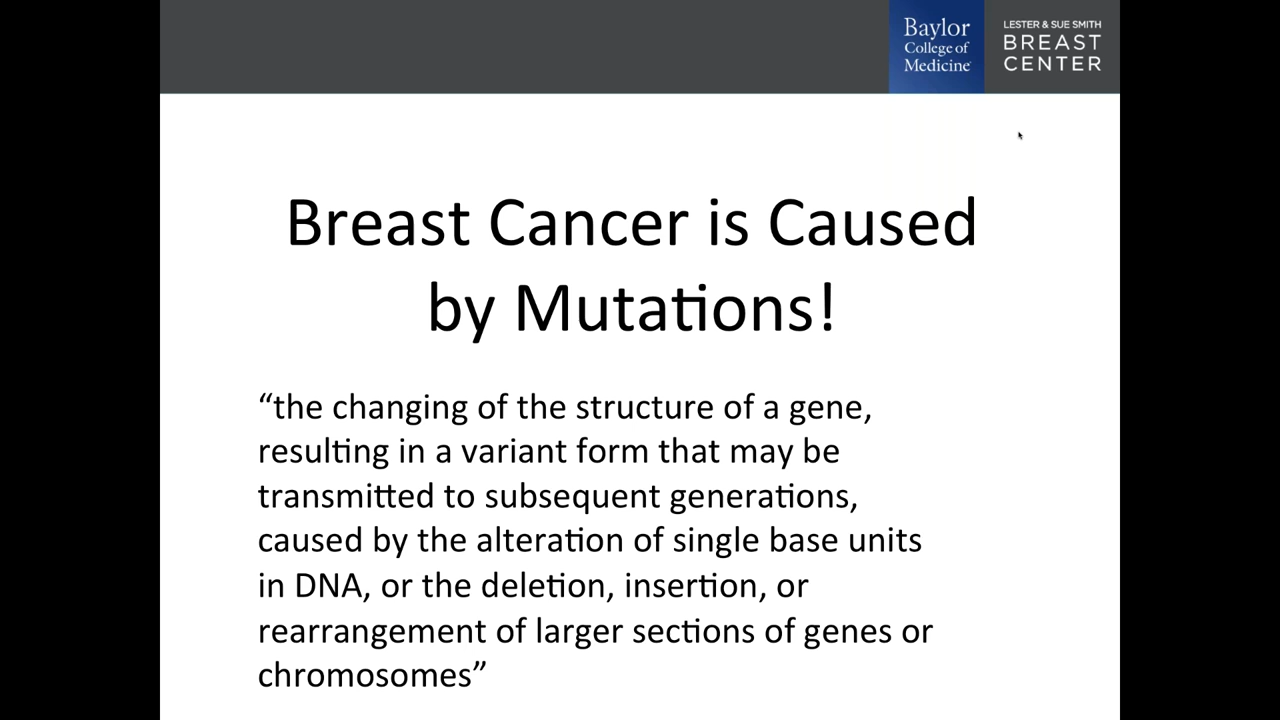 Baylor
College of
Medicine
LESTER & SUE SMITH
BREAST
CENTER
Breast Cancer is Caused
by Mutations!
“the changing of the structure of a gene,
resulting in a variant form that may be
transmitted to subsequent generations,
caused by the alteration of single base units
in DNA, or the deletion, insertion, or
rearrangement of larger sections of genes or
chromosomes”